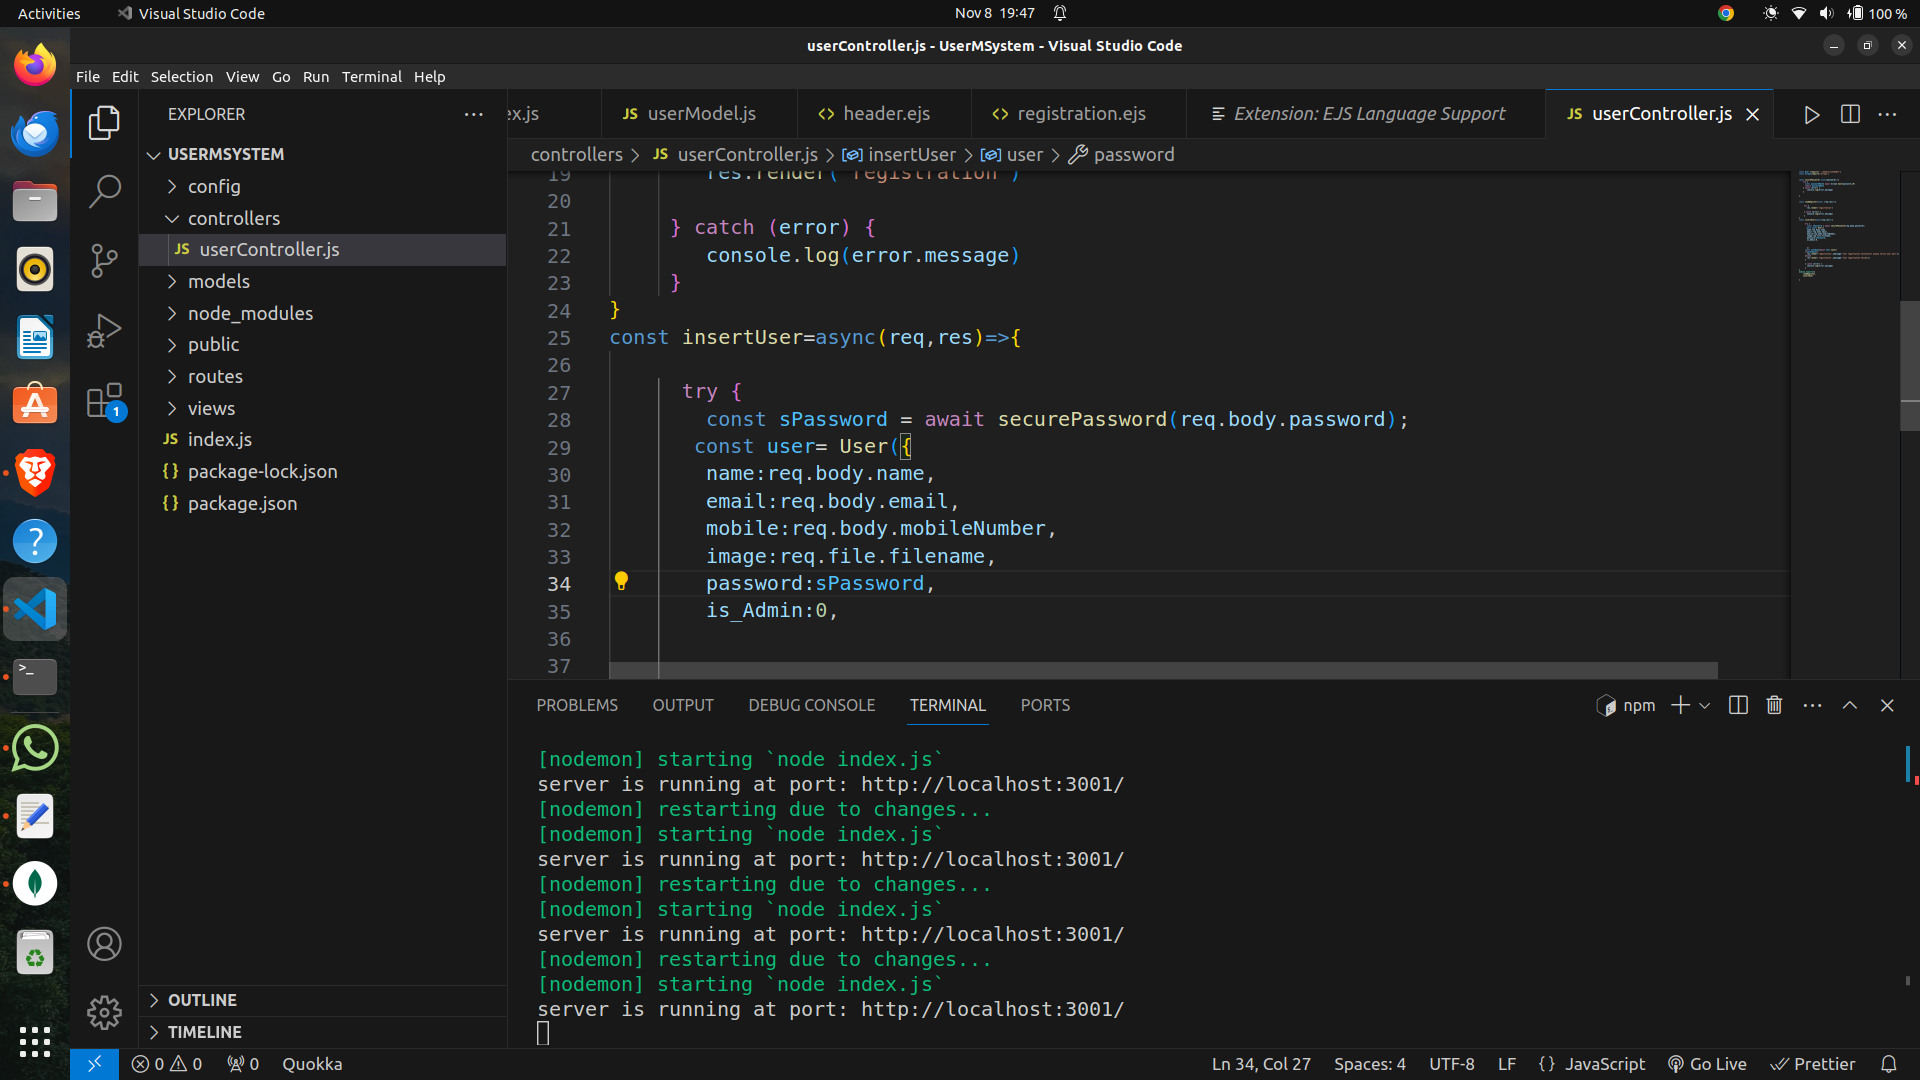 Activities
Visual Studio Code
Nov 8 19:47
100 %
userController.js - UserMSystem - Visual Studio Code
File Edit Selection View Go Run Terminal Help
EXPLORER
ex.js
JS userModel.js
<> header.ejs
<> registration.ejs
Extension: EJS Language Support
JS userController.js
controllers > JS userController.js > insertUser > user > password
USERMSYSTEM
config
controllers
JS userController.js
models
node_modules
public
routes
views
JS index.js
{} package-lock.json
{} package.json
1
OUTLINE
TIMELINE
19 res.render('registration')
20
21 } catch (error) {
22 console.log(error.message)
23 }
24 }
25 const insertUser=async(req,res)=>{
26
27 try {
28 const sPassword = await securePassword(req.body.password);
29 const user= User({
30 name:req.body.name,
31 email:req.body.email,
32 mobile:req.body.mobileNumber,
33 image:req.file.filename,
34 password:sPassword,
35 is_Admin:0,
36
37
PROBLEMS OUTPUT DEBUG CONSOLE TERMINAL PORTS
npm
[nodemon] starting `node index.js`
server is running at port: http://localhost:3001/
[nodemon] restarting due to changes...
[nodemon] starting `node index.js`
server is running at port: http://localhost:3001/
[nodemon] restarting due to changes...
[nodemon] starting `node index.js`
server is running at port: http://localhost:3001/
[nodemon] restarting due to changes...
[nodemon] starting `node index.js`
server is running at port: http://localhost:3001/
0 0 0 Quokka
Ln 34, Col 27 Spaces: 4 UTF-8 LF {} JavaScript Go Live Prettier